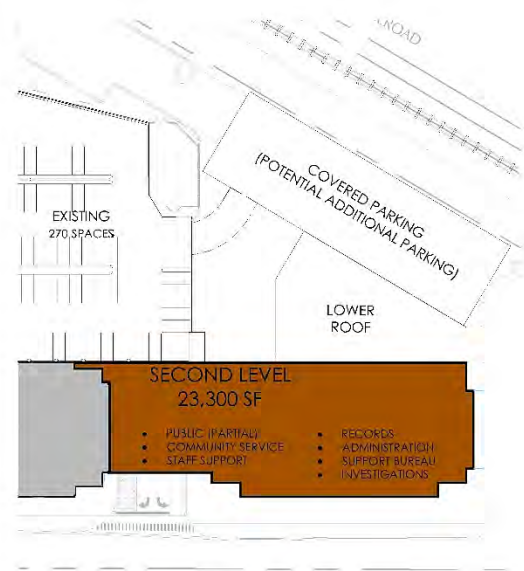 ROAD
COVERED PARKING
(POTENTIAL ADDITIONAL PARKING)
EXISTING
270 SPACES
LOWER
ROOF
SECOND LEVEL
23,300 SF
• PUBLIC (PARTIAL)
• COMMUNITY SERVICE
• STAFF SUPPORT
• RECORDS
• ADMINISTRATION
• SUPPORT BUREAU
• INVESTIGATIONS